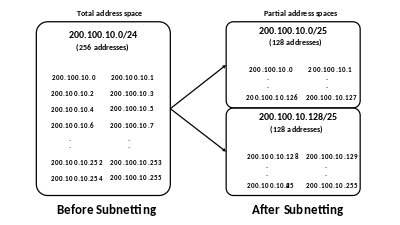 Total address space
200.100.10.0/24
(256 addresses)
200.100.10.0 200.100.10.1
200.100.10.2 200.100.10.3
200.100.10.4 200.100.10.5
200.100.10.6 200.100.10.7
. .
. .
200.100.10.252 200.100.10.253
200.100.10.254 200.100.10.255
Before Subnetting
Partial address spaces
200.100.10.0/25
(128 addresses)
200.100.10.0 200.100.10.1
. .
. .
200.100.10.126 200.100.10.127
200.100.10.128/25
(128 addresses)
200.100.10.128 200.100.10.129
. .
. .
200.100.10.255
After Subnetting